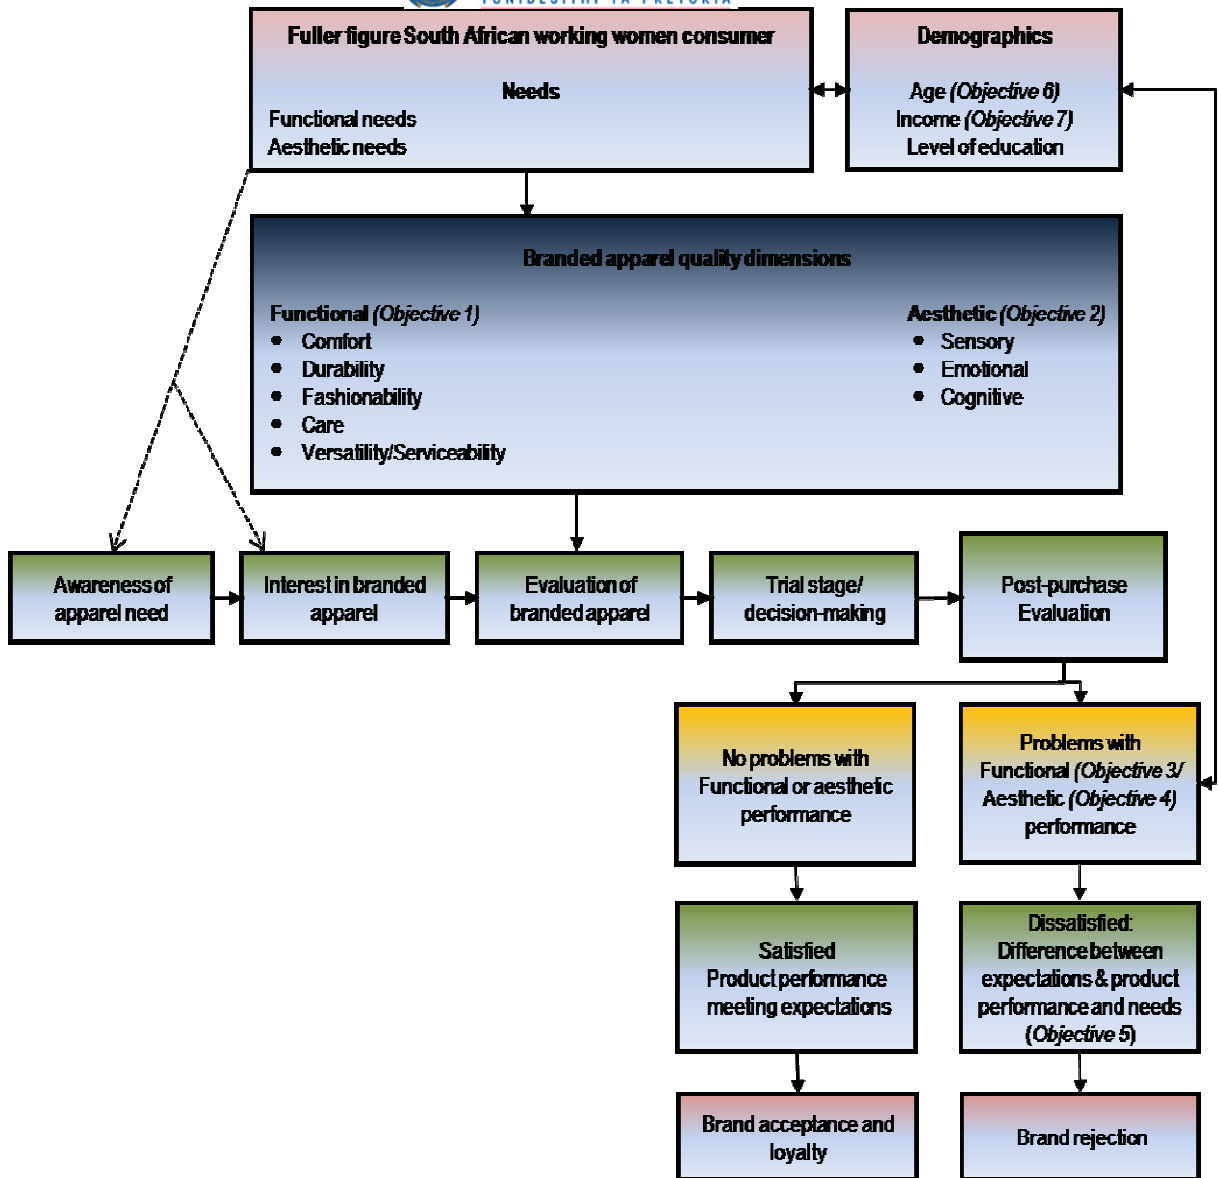 YUNIBESITHI YA PRETORIA
Fuller figure South African working women consumer
Needs
Functional needs
Aesthetic needs
Demographics
Age (Objective 6)
Income (Objective 7)
Level of education
Branded apparel quality dimensions
Functional (Objective 1)
• Comfort
• Durability
• Fashionability
• Care
• Versatility/Serviceability
Aesthetic (Objective 2)
• Sensory
• Emotional
• Cognitive
Awareness of
apparel need
Interest in branded
apparel
Evaluation of
branded apparel
Trial stage/
decision-making
Post-purchase
Evaluation
No problems with
Functional or aesthetic
performance
Problems with
Functional (Objective 3/
Aesthetic (Objective 4)
performance
Satisfied
Product performance
meeting expectations
Dissatisfied:
Difference between
expectations & product
performance and needs
(Objective 5)
Brand acceptance and
loyalty
Brand rejection